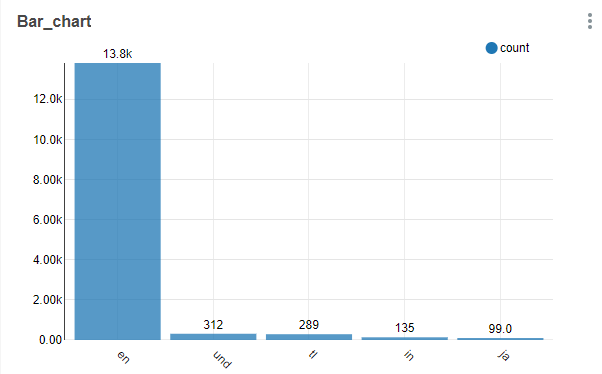 Bar_chart
count
13.8k
12.0k
10.0k
8.00k
6.00k
4.00k
2.00k
0.00
312
289
135
99.0
en
und
tl
in
ja